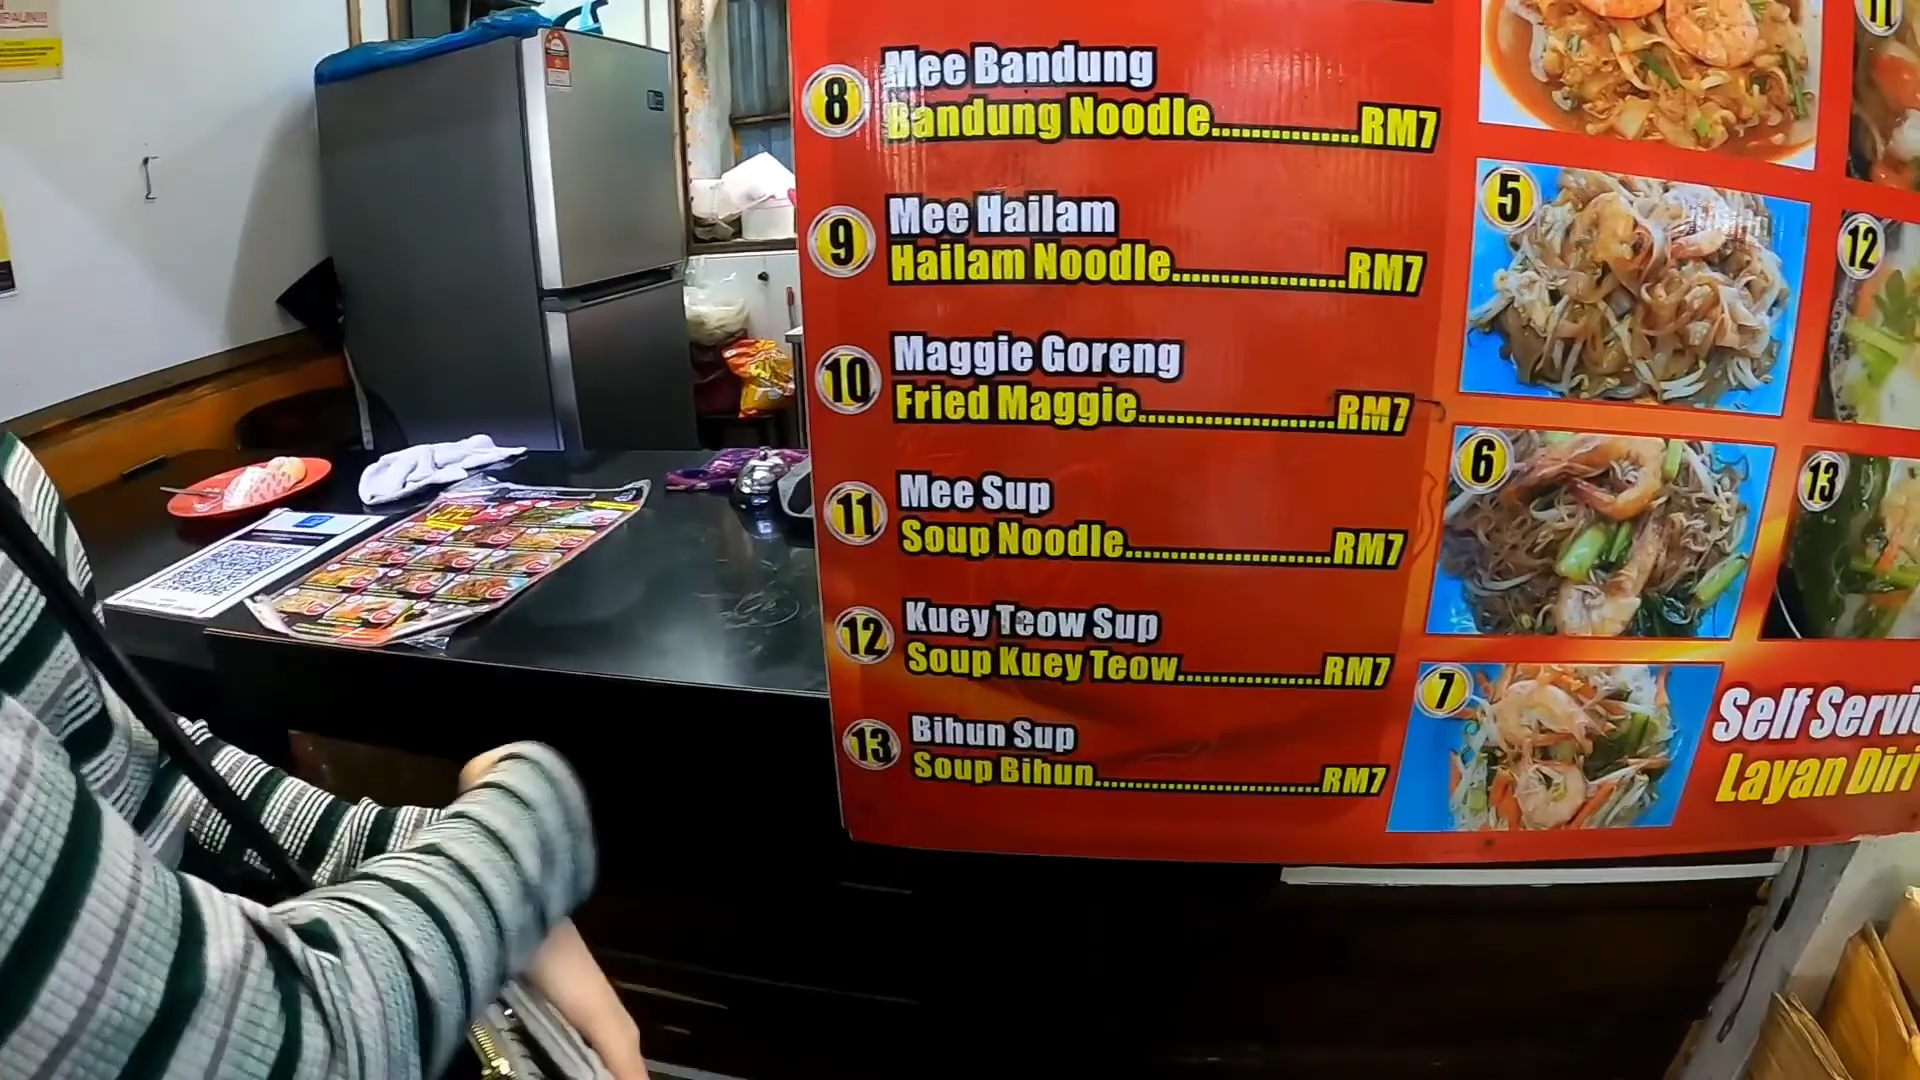 8
Mee Bandung
Bandung Noodle...............RM7
9
Mee Hailam
Hailam Noodle..................RM7
10
Maggie Goreng
Fried Maggie....................RM7
11
Mee Sup
Soup Noodle.....................RM7
12
Kuey Teow Sup
Soup Kuey Teow...............RM7
13
Bihun Sup
Soup Bihun........................RM7
5
6
7
11
12
13
Self Servi
Layan Diri